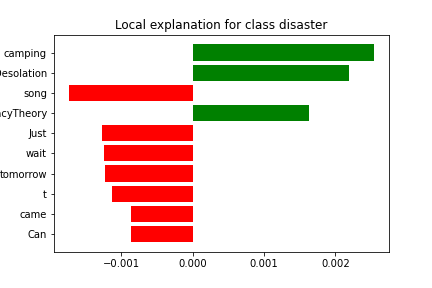 Local explanation for class disaster
camping
Desolation
song
acyTheory
Just
wait
tomorrow
t
came
Can
−0.001 0.000 0.001 0.002